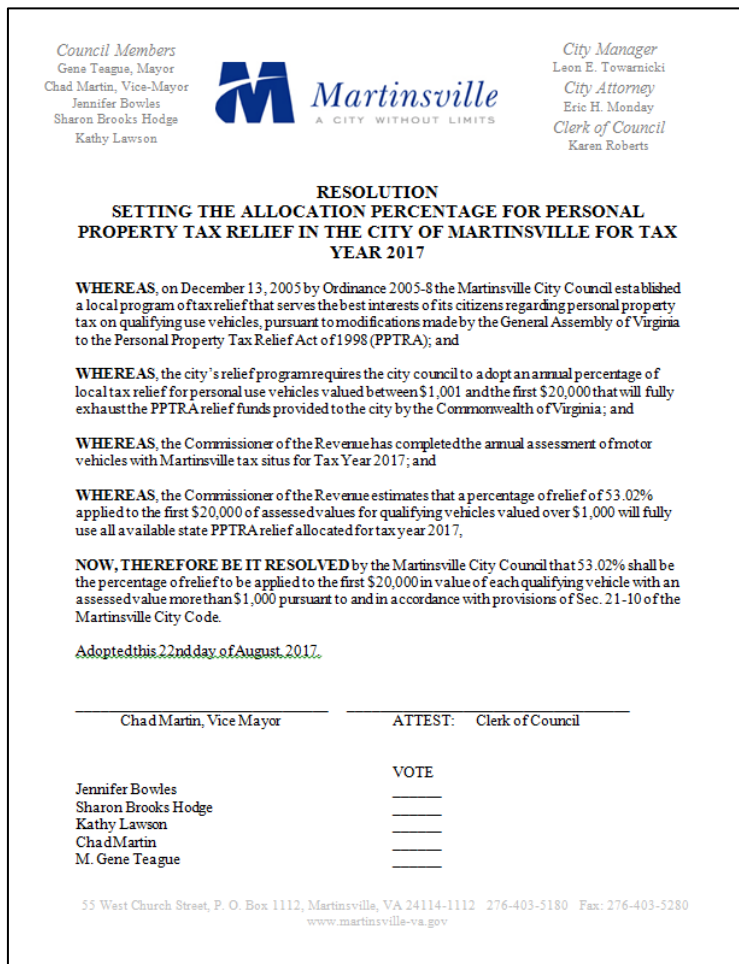 Council Members
Gene Teague, Mayor
Chad Martin, Vice-Mayor
Jennifer Bowles
Sharon Brooks Hodge
Kathy Lawson
Martinsville
A CITY WITHOUT LIMITS
City Manager
Leon E. Towarnicki
City Attorney
Eric H. Monday
Clerk of Council
Karen Roberts
RESOLUTION
SETTING THE ALLOCATION PERCENTAGE FOR PERSONAL
PROPERTY TAX RELIEF IN THE CITY OF MARTINSVILLE FOR TAX
YEAR 2017
WHEREAS, on December 13, 2005 by Ordinance 2005-8 the Martinsville City Council established
a local program of tax relief that serves the best interests of its citizens regarding personal property
tax on qualifying use vehicles, pursuant to modifications made by the General Assembly of Virginia
to the Personal Property Tax Relief Act of 1998 (PPTRA); and
WHEREAS, the city's relief program requires the city council to adopt an annual percentage of
local tax relief for personal use vehicles valued between $1,001 and the first $20,000 that will fully
exhaust the PPTRA relief funds provided to the city by the Commonwealth of Virginia; and
WHEREAS, the Commissioner of the Revenue has completed the annual assessment of motor
vehicles with Martinsville tax situs for Tax Year 2017; and
WHEREAS, the Commissioner of the Revenue estimates that a percentage of relief of 53.02%
applied to the first $20,000 of assessed values for qualifying vehicles valued over $1,000 will fully
use all available state PPTRA relief allocated for tax year 2017,
NOW, THEREFORE BE IT RESOLVED by the Martinsville City Council that 53.02% shall be
the percentage of relief to be applied to the first $20,000 in value of each qualifying vehicle with an
assessed value more than $1,000 pursuant to and in accordance with provisions of Sec. 21-10 of the
Martinsville City Code.
Adopted this 22nd day of August, 2017.
Chad Martin, Vice Mayor ATTEST: Clerk of Council
VOTE
Jennifer Bowles
Sharon Brooks Hodge
Kathy Lawson
Chad Martin
M. Gene Teague
55 West Church Street, P. O. Box 1112, Martinsville, VA 24114-1112 276-403-5180 Fax: 276-403-5280
www.martinsville-va.gov